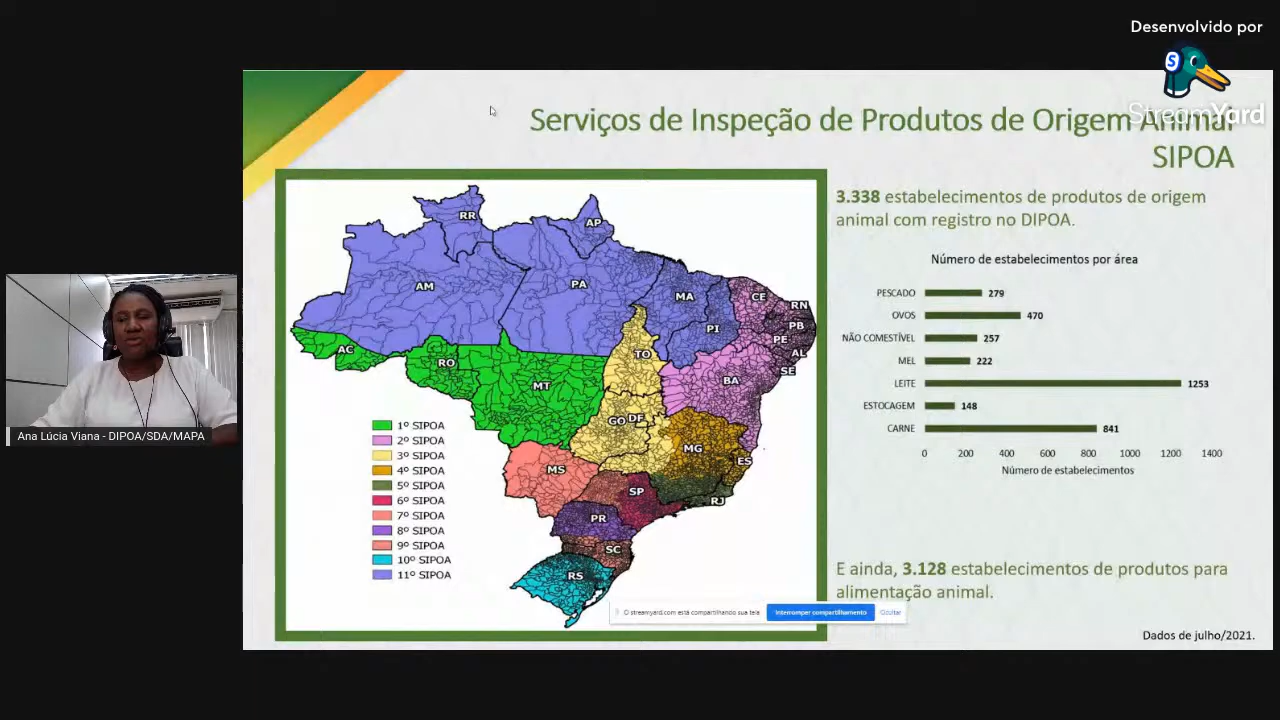 Desenvolvido por
StreamYard
Serviços de Inspeção de Produtos de Origem Animal
SIPOA
3.338 estabelecimentos de produtos de origem
animal com registro no DIPOA.
Número de estabelecimentos por área
PESCADO 279
OVOS 470
NÃO COMESTÍVEL 257
MEL 222
LEITE 1253
ESTOCAGEM 148
CARNE 841
0 200 400 600 800 1000 1200 1400
Número de estabelecimentos
E ainda, 3.128 estabelecimentos de produtos para
alimentação animal.
Dados de julho/2021.
RR
AP
AM
PA
MA
CE
RN
PI
PB
PE
AL
SE
AC
RO
MT
TO
BA
GO
DF
MG
ES
MS
SP
RJ
PR
SC
RS
1º SIPOA
2º SIPOA
3º SIPOA
4º SIPOA
5º SIPOA
6º SIPOA
7º SIPOA
8º SIPOA
9º SIPOA
10º SIPOA
11º SIPOA
O streamyard.com está compartilhando sua tela
Interromper compartilhamento
Ocultar
Ana Lúcia Viana - DIPOA/SDA/MAPA